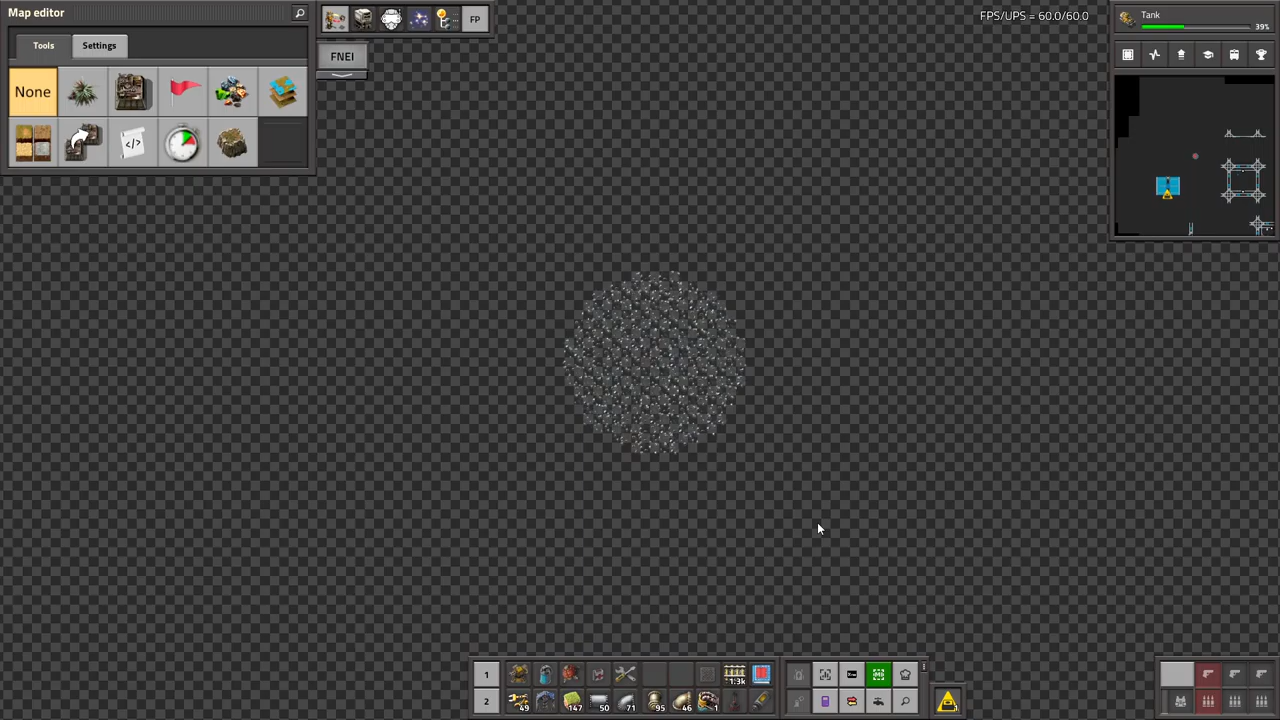 Map editor
Tools
Settings
None
</>
FP
FNEI
FPS/UPS = 60.0/60.0
Tank
39%
1
1.3k
2
49
147
50
71
95
46
1